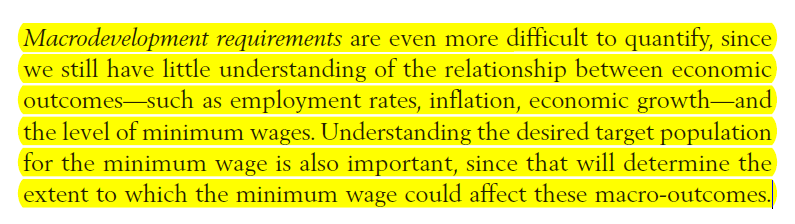 Macrodevelopment requirements are even more difficult to quantify, since
we still have little understanding of the relationship between economic
outcomes—such as employment rates, inflation, economic growth—and
the level of minimum wages. Understanding the desired target population
for the minimum wage is also important, since that will determine the
extent to which the minimum wage could affect these macro-outcomes.